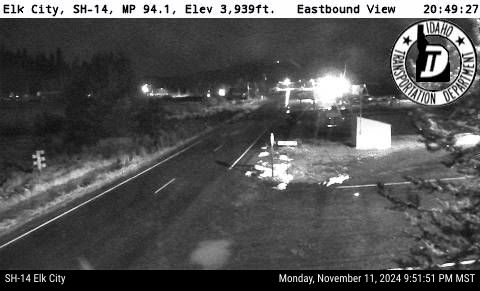 Elk City, SH-14, MP 94.1, Elev 3,939ft. Eastbound View 20:49:27
IDAHO
TRANSPORTATION DEPARTMENT
SH-14 Elk City
Monday, November 11, 2024 9:51:51 PM MST